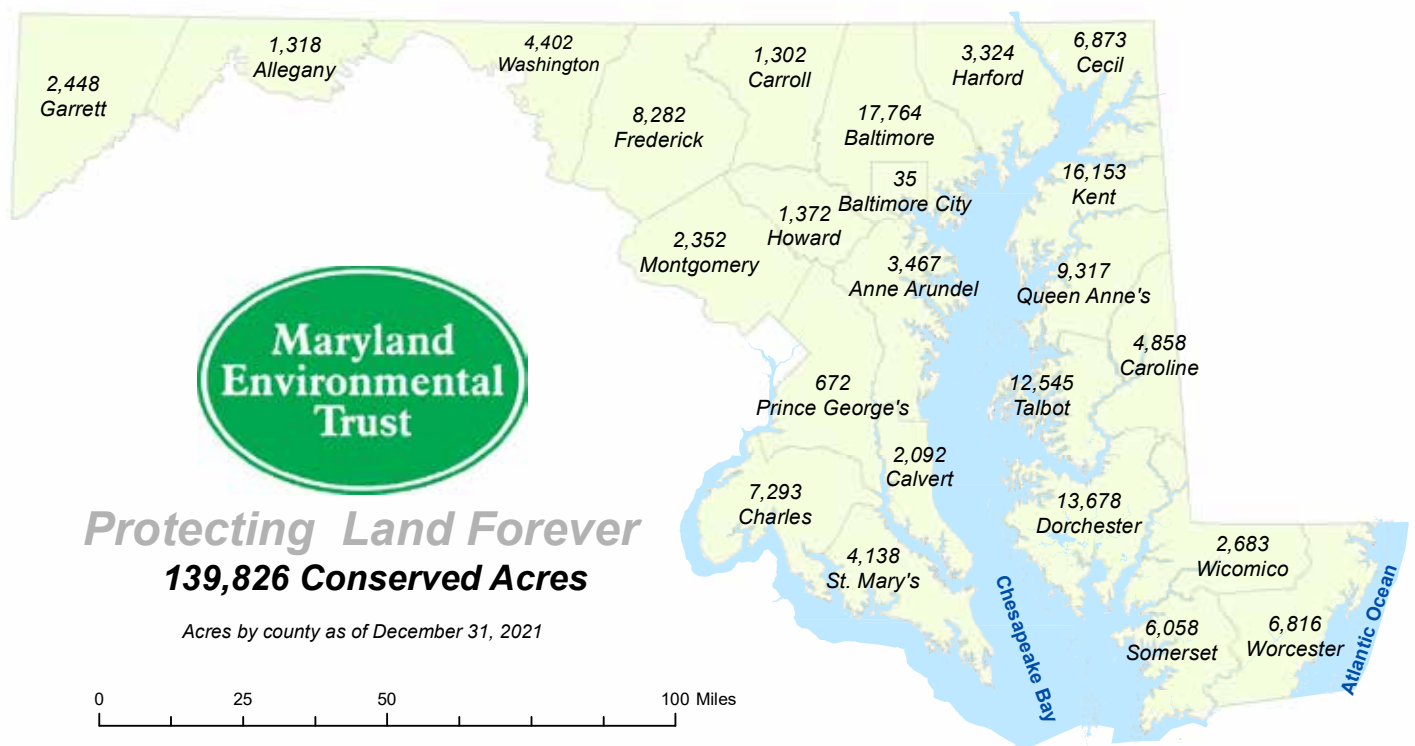 1,318
Allegany
4,402
Washington
1,302
Carroll
3,324
Harford
6,873
Cecil
2,448
Garrett
8,282
Frederick
17,764
Baltimore
35
Baltimore City
16,153
Kent
1,372
Howard
2,352
Montgomery
3,467
Anne Arundel
9,317
Queen Anne's
4,858
Caroline
672
Prince George's
12,545
Talbot
2,092
Calvert
7,293
Charles
13,678
Dorchester
4,138
St. Mary's
2,683
Wicomico
6,058
Somerset
6,816
Worcester
Chesapeake Bay
Atlantic Ocean
Maryland
Environmental
Trust
Protecting Land Forever
139,826 Conserved Acres
Acres by county as of December 31, 2021
0 25 50 100 Miles